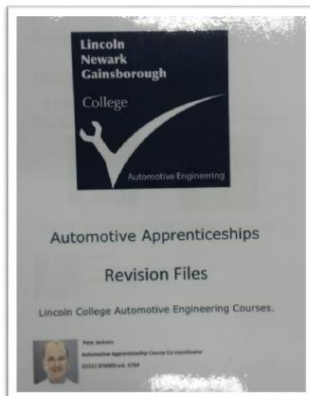 Lincoln
Newark
Gainsborough
College
Automotive Engineering
Automotive Apprenticeships
Revision Files
Lincoln College Automotive Engineering Courses.
Pete Jackson
Automotive Apprenticeship Course Co-ordinator